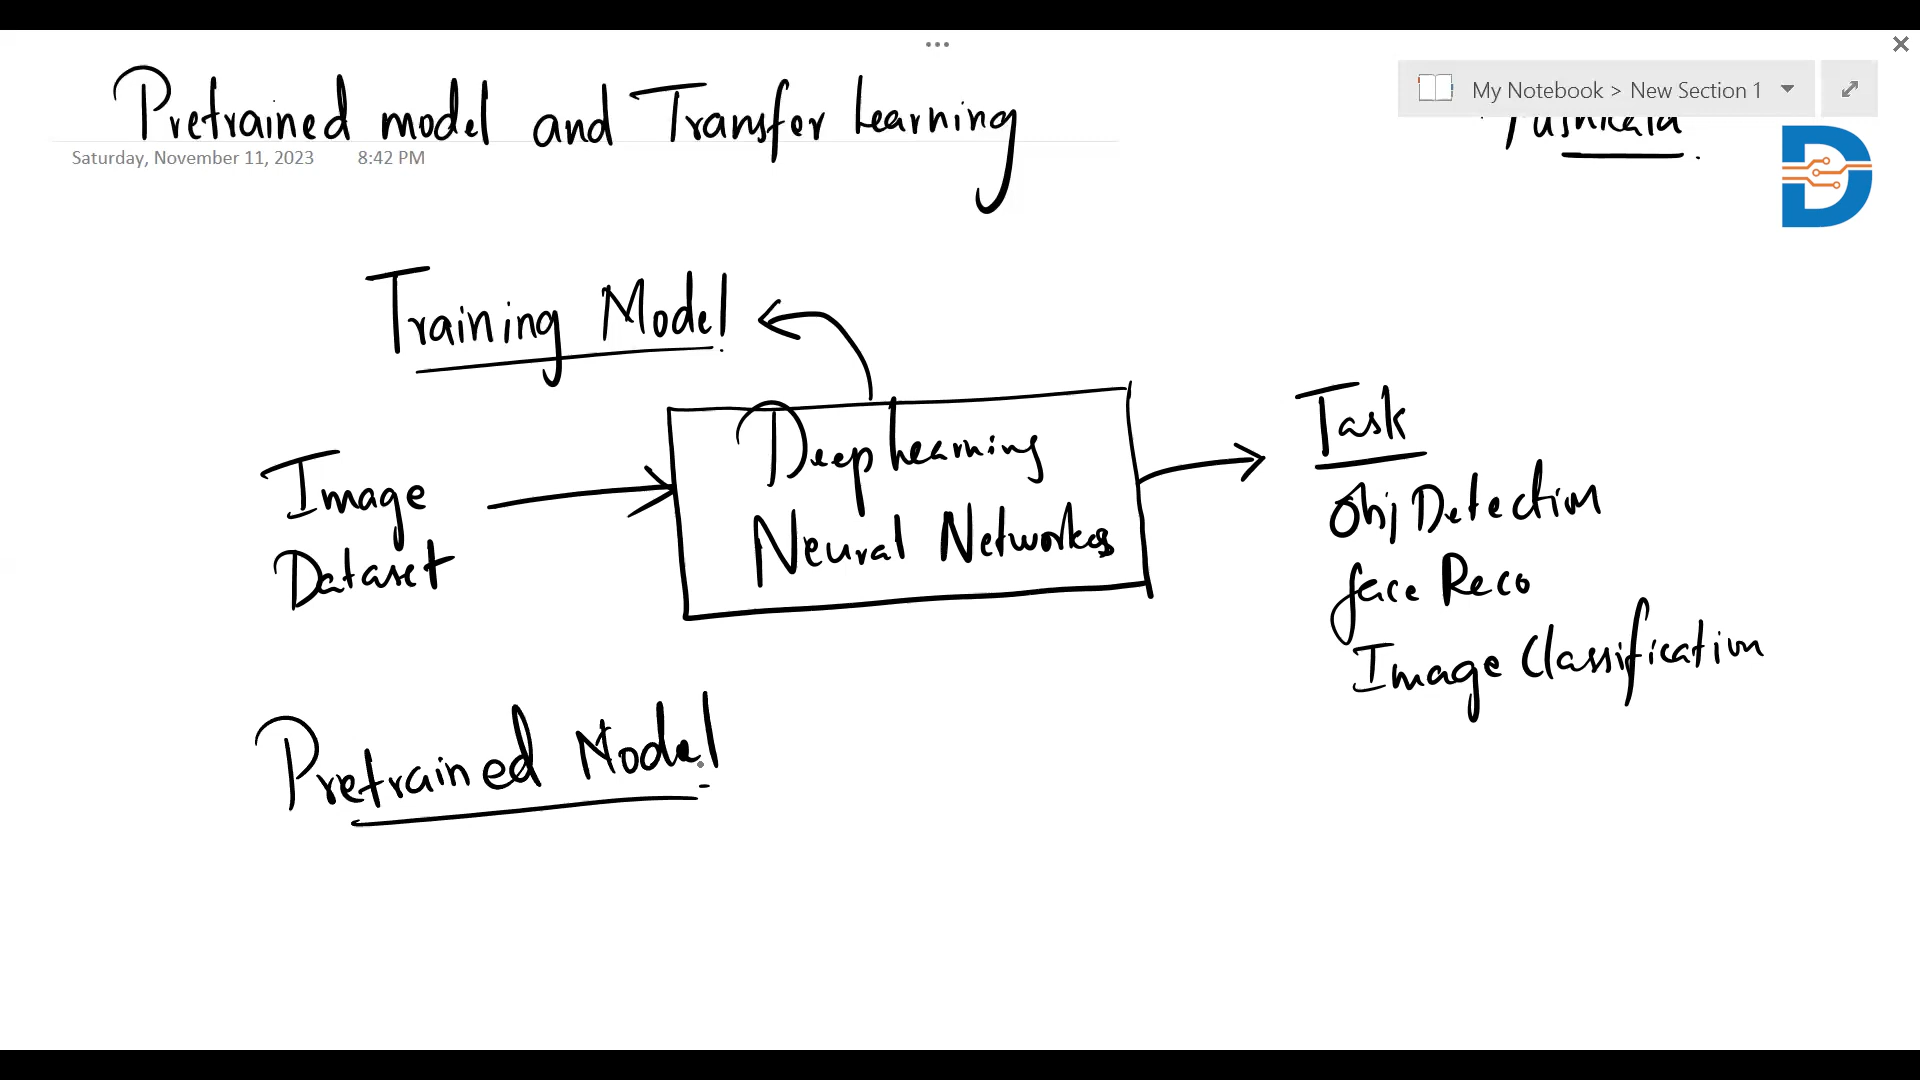 Pretrained model and Transfer Learning
My Notebook > New Section 1
Saturday, November 11, 2023 8:42 PM
Training Model
Image
Dataset
Deep Learning
Neural Networks
Task
Obj Detection
face Reco
Image Classification
Pretrained Model